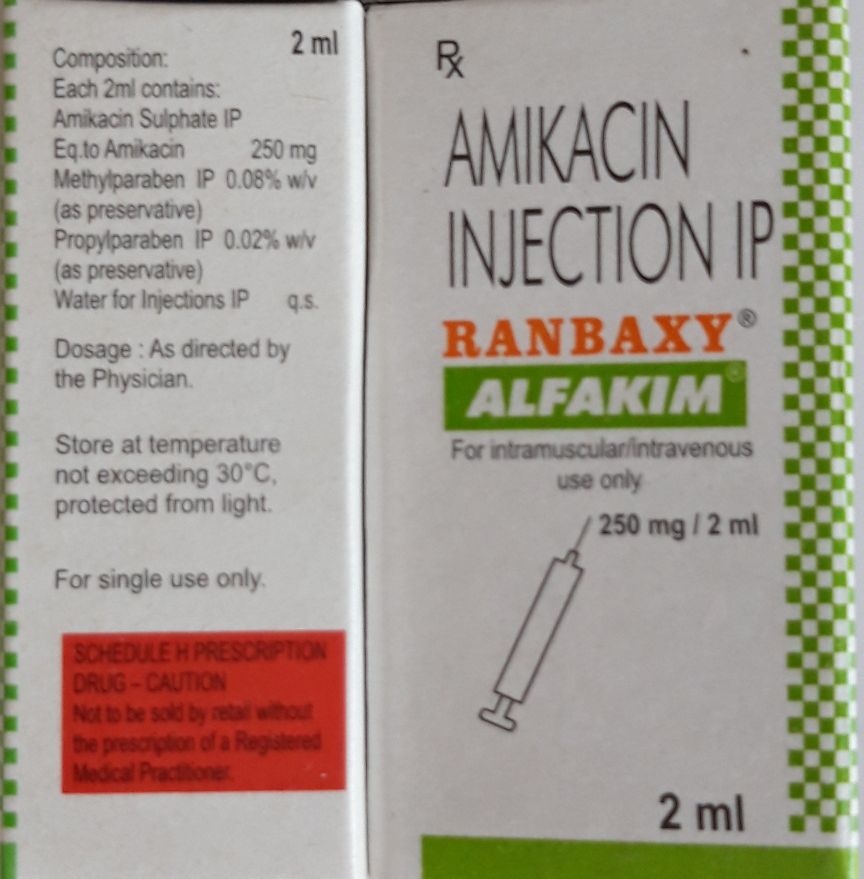 2 ml
Composition:
Each 2ml contains:
Amikacin Sulphate IP
Eq.to Amikacin 250 mg
Methylparaben IP 0.08% w/v
(as preservative)
Propylparaben IP 0.02% w/v
(as preservative)
Water for Injections IP q.s.
Dosage : As directed by
the Physician.
Store at temperature
not exceeding 30°C,
protected from light.
For single use only.
SCHEDULE H PRESCRIPTION
DRUG – CAUTION
Not to be sold by retail without
the prescription of a Registered
Medical Practitioner.
Rx
AMIKACIN
INJECTION IP
RANBAXY®
ALFAKIM®
For intramuscular/intravenous
use only
250 mg / 2 ml
2 ml